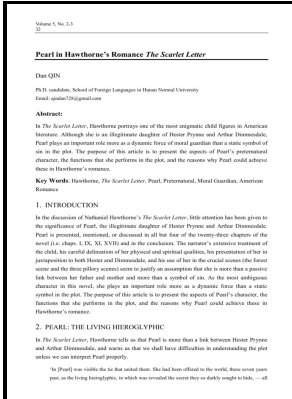 Volume 5, No. 2-3
32
Pearl in Hawthorne's Romance The Scarlet Letter
Dan QIN
Ph.D. candidate, School of Foreign Languages in Hunan Normal University
Email: qindan728@gmail.com
Abstract:
In The Scarlet Letter, Hawthorne portrays one of the most enigmatic child figures in American
literature. Although she is an illegitimate daughter of Hester Prynne and Arthur Dimmesdale,
Pearl plays an important role more as a dynamic force of moral guardian than a static symbol of
sin in the plot. The purpose of this article is to present the aspects of Pearl's preternatural
character, the functions that she performs in the plot, and the reasons why Pearl could achieve
these in Hawthorne's romance.
Key Words: Hawthorne, The Scarlet Letter, Pearl, Preternatural, Moral Guardian, American
Romance
1. INTRODUCTION
In the discussion of Nathaniel Hawthorne's The Scarlet Letter, little attention has been given to
the significance of Pearl, the illegitimate daughter of Hester Prynne and Arthur Dimmesdale.
Pearl is presented, mentioned, or discussed in all but four of the twenty-three chapters of the
novel (i.e. chaps. I, IX, XI, XVII) and in the conclusion. The narrator's extensive treatment of
the child, his careful delineation of her physical and spiritual qualities, his presentation of her in
juxtaposition to both Hester and Dimmesdale, and his use of her in the crucial scenes (the forest
scene and the three pillory scenes) seem to justify an assumption that she is more than a passive
link between her father and mother and more than a symbol of sin. As the most ambiguous
character in this novel, she plays an important role more as a dynamic force than a static
symbol in the plot. The purpose of this article is to present the aspects of Pearl's character, the
functions that she performs in the plot, and the reasons why Pearl could achieve these in
Hawthorne's romance.
2. PEARL: THE LIVING HIEROGLYPHIC
In The Scarlet Letter, Hawthorne tells us that Pearl is more than a link between Hester Prynne
and Arthur Dimmesdale, and warns us that we shall have difficulties in understanding the plot
unless we can interpret Pearl properly.
'In [Pearl] was visible the tie that united them. She had been offered to the world, these seven years
past, as the living hieroglyphic, in which was revealed the secret they so darkly sought to hide, — all